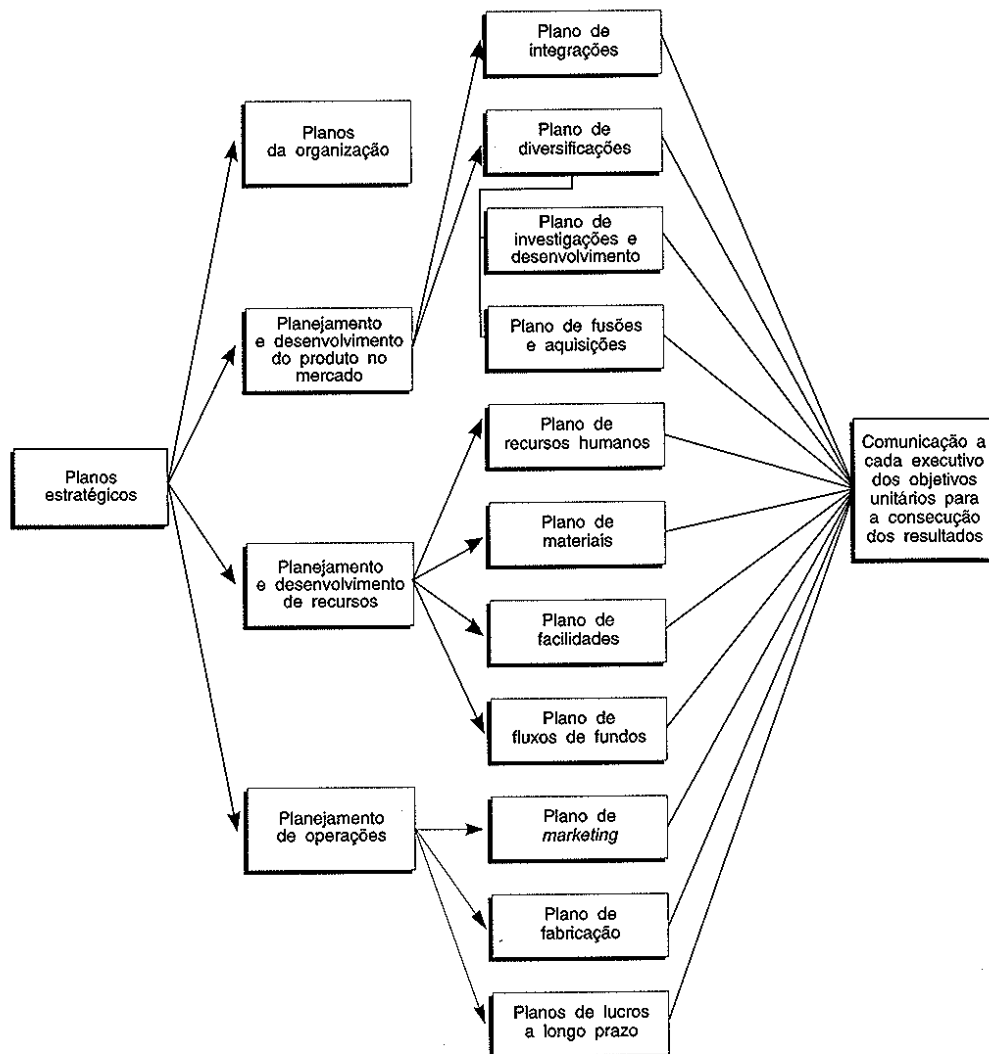 Plano de
integrações
Planos
da organização
Plano de
diversificações
Plano de
investigações e
desenvolvimento
Planejamento
e desenvolvimento
do produto no
mercado
Plano de fusões
e aquisições
Plano de
recursos humanos
Comunicação a
cada executivo
dos objetivos
unitários para
a consecução
dos resultados
Planos
estratégicos
Plano de
materiais
Planejamento
e desenvolvimento
de recursos
Plano de
facilidades
Plano de
fluxos de fundos
Planejamento
de operações
Plano de
marketing
Plano de
fabricação
Planos de lucros
a longo prazo